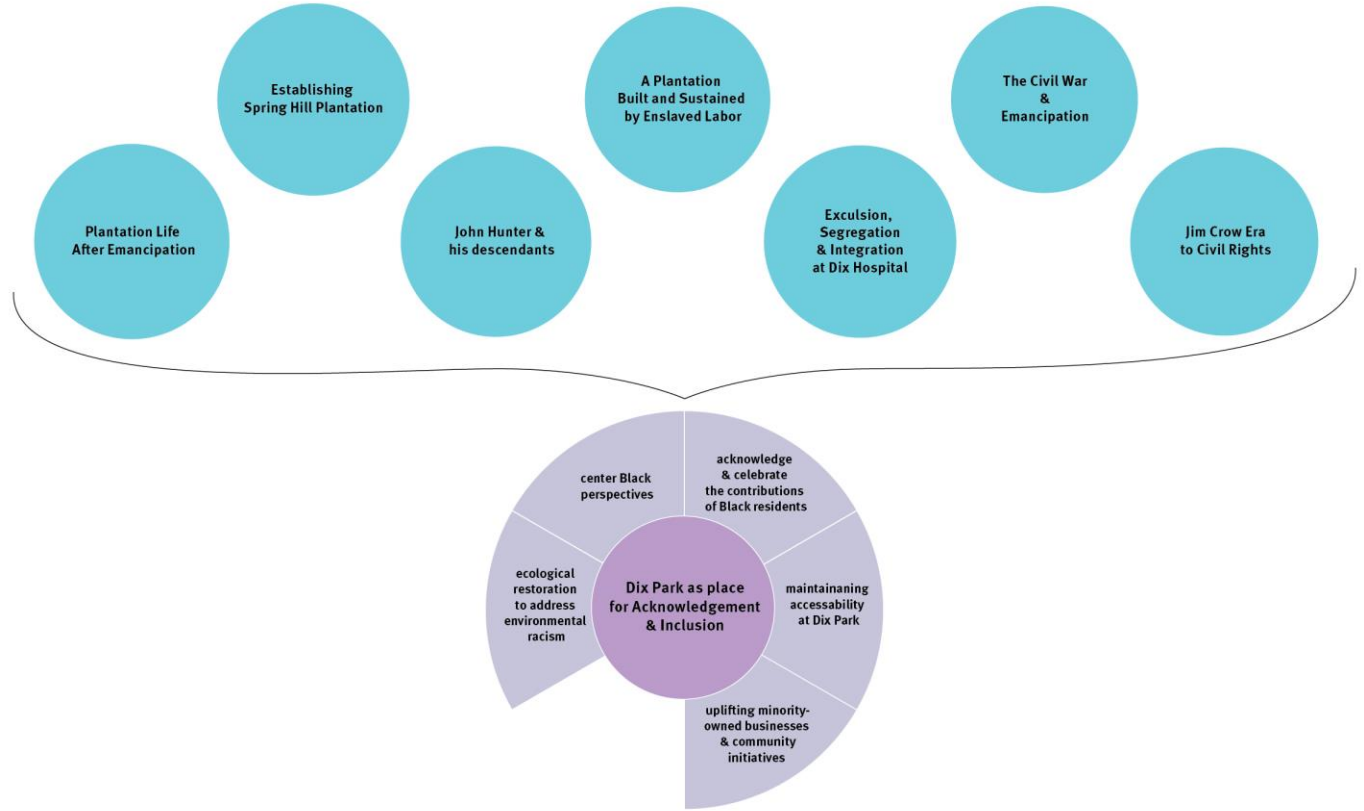 Establishing
Spring Hill Plantation
A Plantation
Built and Sustained
by Enslaved Labor
The Civil War
&
Emancipation
Plantation Life
After Emancipation
John Hunter &
his descendants
Exculsion,
Segregation
& Integration
at Dix Hospital
Jim Crow Era
to Civil Rights
center Black
perspectives
acknowledge
& celebrate
the contributions
of Black residents
ecological
restoration
to address
environmental
racism
Dix Park as place
for Acknowledgement
& Inclusion
maintainaning
accessability
at Dix Park
uplifting minority-
owned businesses
& community
initiatives